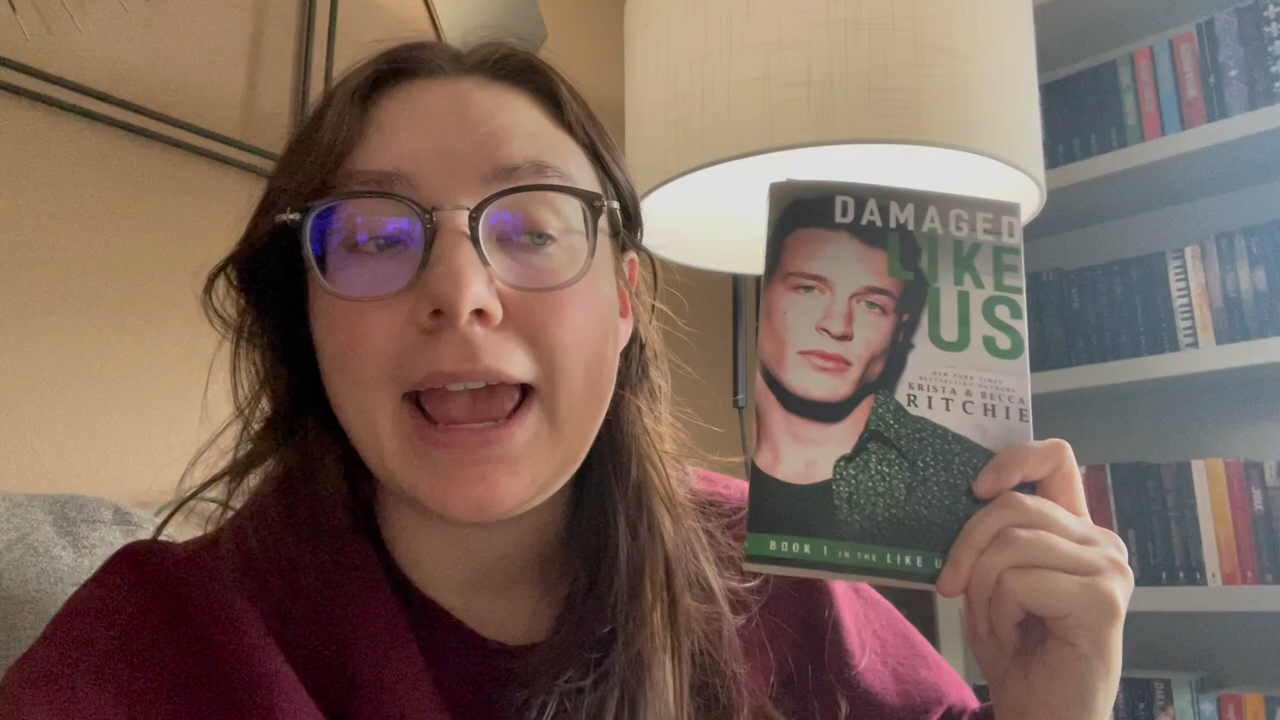 DAMAGED
LIKE
US
NEW YORK TIMES
BESTSELLING AUTHORS
KRISTA & BECCA
RITCHIE
BOOK 1 IN THE LIKE U